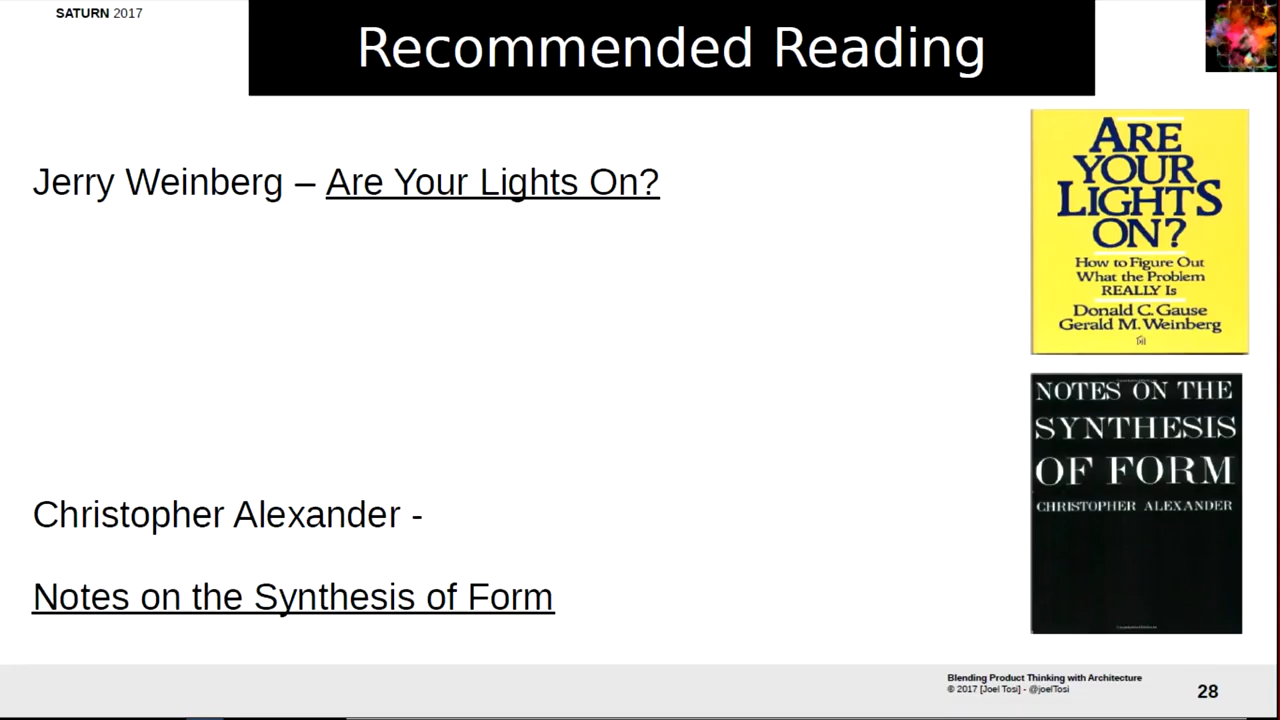 SATURN 2017
Recommended Reading
Jerry Weinberg – Are Your Lights On?
ARE
YOUR
LIGHTS
ON?
How to Figure Out
What the Problem
REALLY Is
Donald C. Gause
Gerald M. Weinberg
NOTES ON THE
SYNTHESIS
OF FORM
CHRISTOPHER ALEXANDER
Christopher Alexander -
Notes on the Synthesis of Form
Blending Product Thinking with Architecture
© 2017 [Joel Tosi] - @joelTosi
28